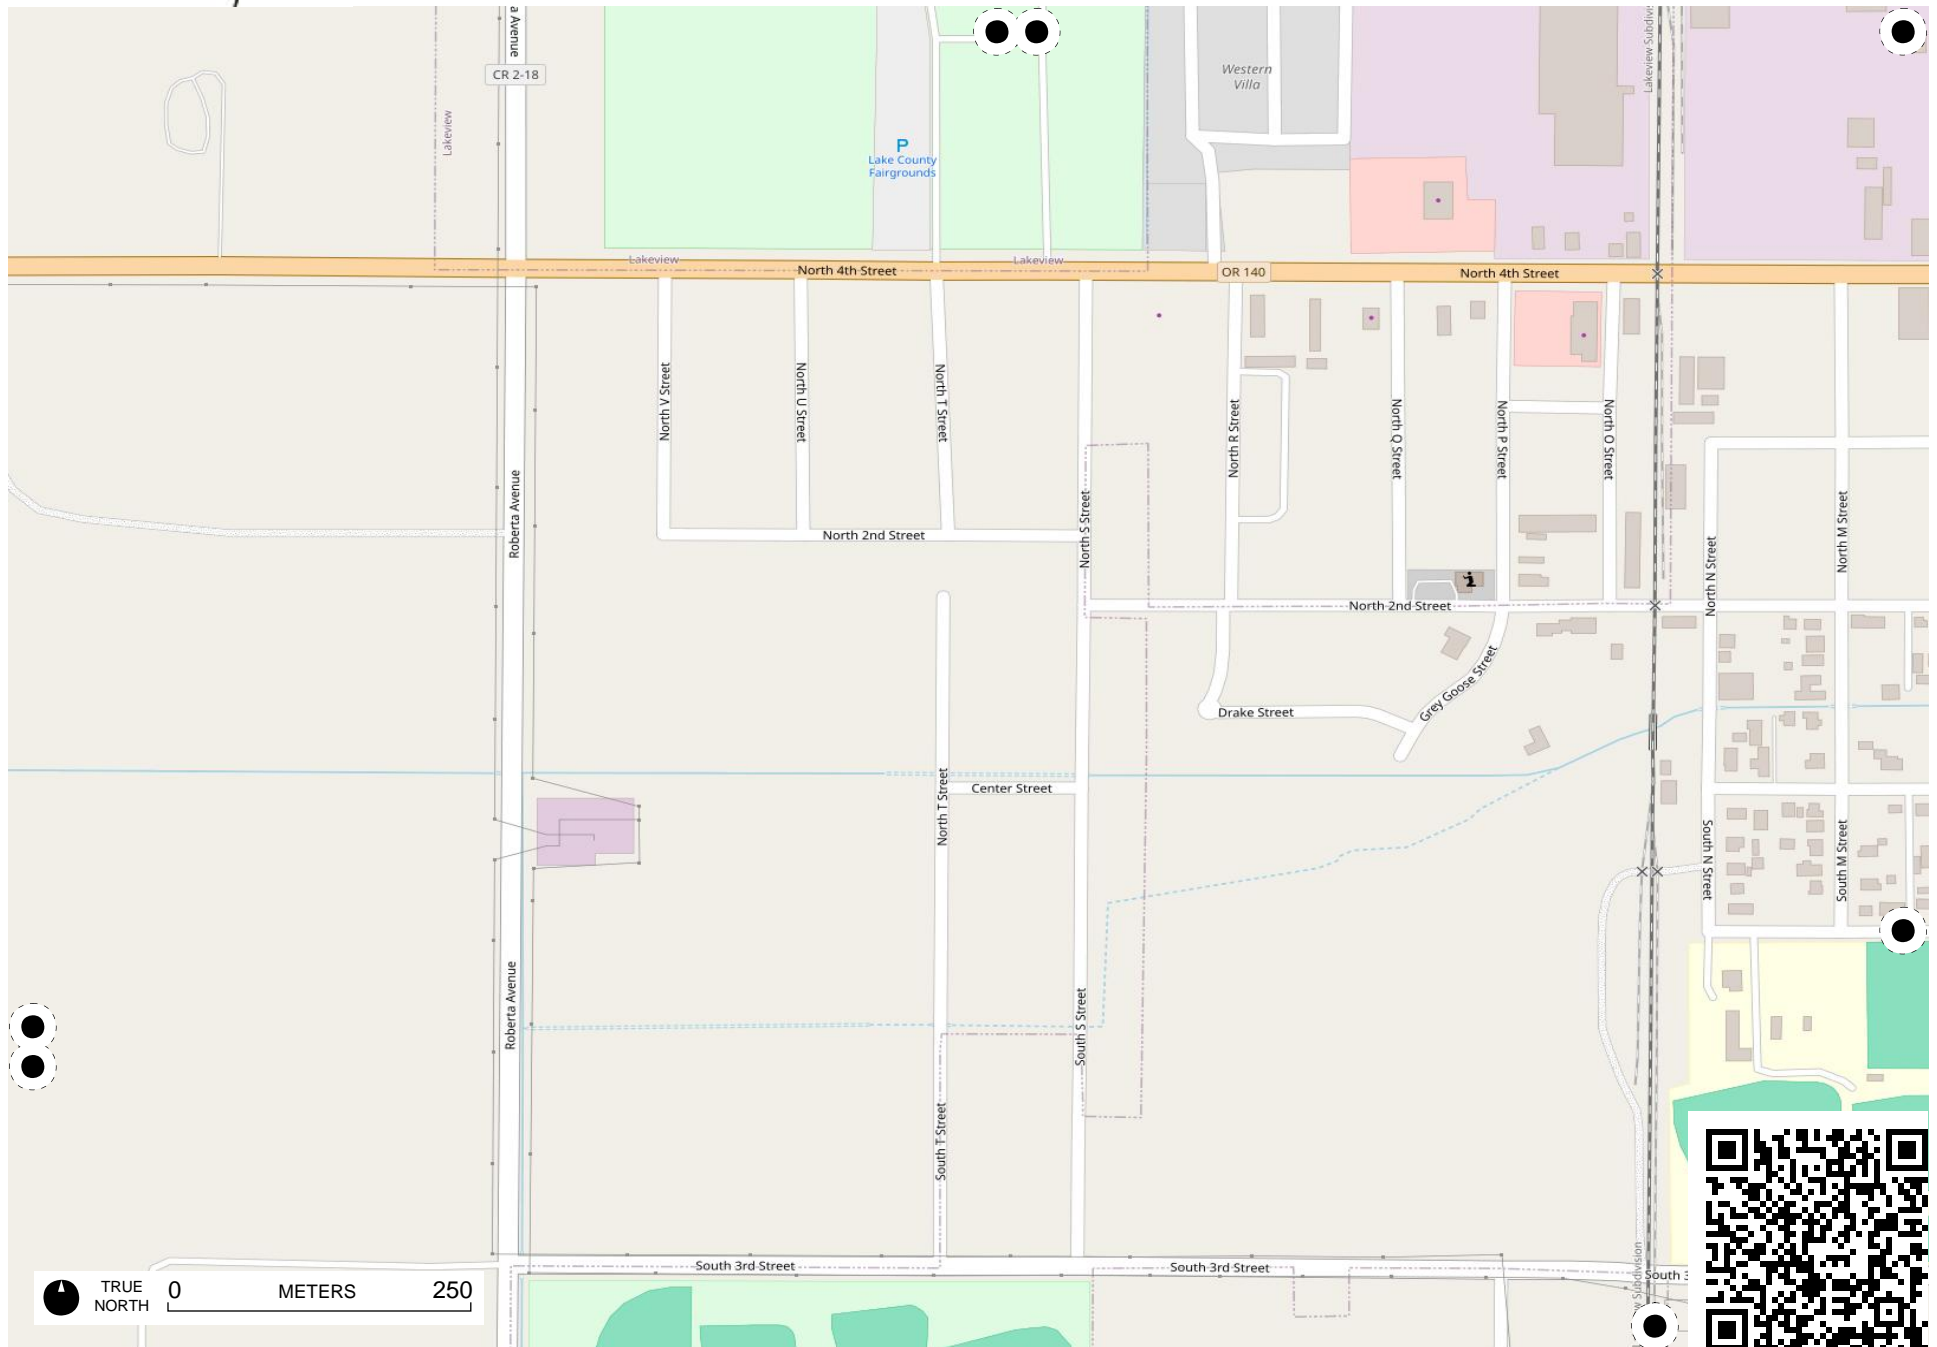 a Avenue
CR 2-18
Lakeview
P
Lake County
Fairgrounds
Western
Villa
Lakeview Subdivis
Lakeview
Lakeview
North 4th Street
OR 140
North 4th Street
North V Street
North U Street
North T Street
North S Street
North R Street
North Q Street
North P Street
North O Street
North N Street
North M Street
Roberta Avenue
North 2nd Street
North 2nd Street
Drake Street
Grey Goose Street
Center Street
North T Street
South N Street
South M Street
Roberta Avenue
South S Street
South T Street
South 3rd Street
South 3rd Street
South 3
w Subdivision
TRUE
NORTH
0 METERS 250